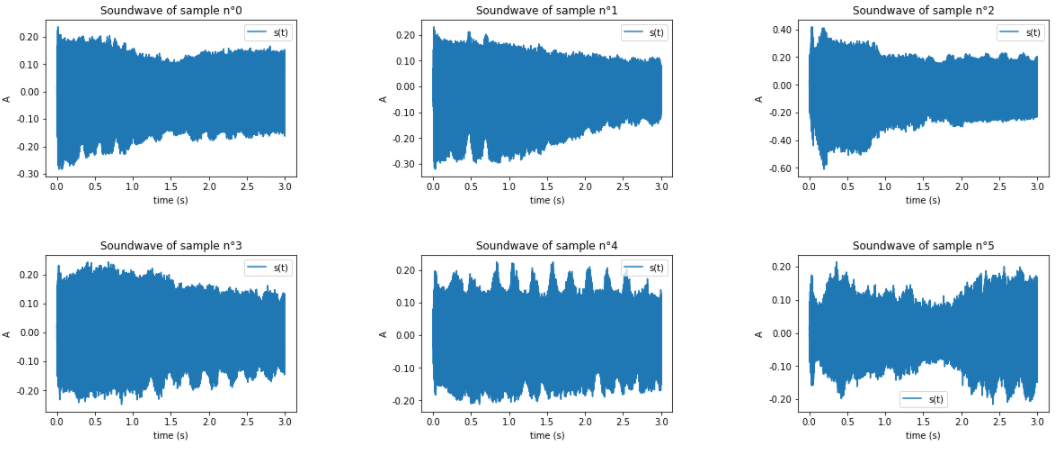 Soundwave of sample n°0
s(t)
0.20
0.10
0.00
-0.10
-0.20
-0.30
A
0.0 0.5 1.0 1.5 2.0 2.5 3.0
time (s)
Soundwave of sample n°1
s(t)
0.20
0.10
0.00
-0.10
-0.20
-0.30
A
0.0 0.5 1.0 1.5 2.0 2.5 3.0
time (s)
Soundwave of sample n°2
s(t)
0.40
0.20
0.00
-0.20
-0.40
-0.60
A
0.0 0.5 1.0 1.5 2.0 2.5 3.0
time (s)
Soundwave of sample n°3
s(t)
0.20
0.10
0.00
-0.10
-0.20
A
0.0 0.5 1.0 1.5 2.0 2.5 3.0
time (s)
Soundwave of sample n°4
s(t)
0.20
0.10
0.00
-0.10
-0.20
A
0.0 0.5 1.0 1.5 2.0 2.5 3.0
time (s)
Soundwave of sample n°5
0.20
0.10
0.00
-0.10
-0.20
A
s(t)
0.0 0.5 1.0 1.5 2.0 2.5 3.0
time (s)